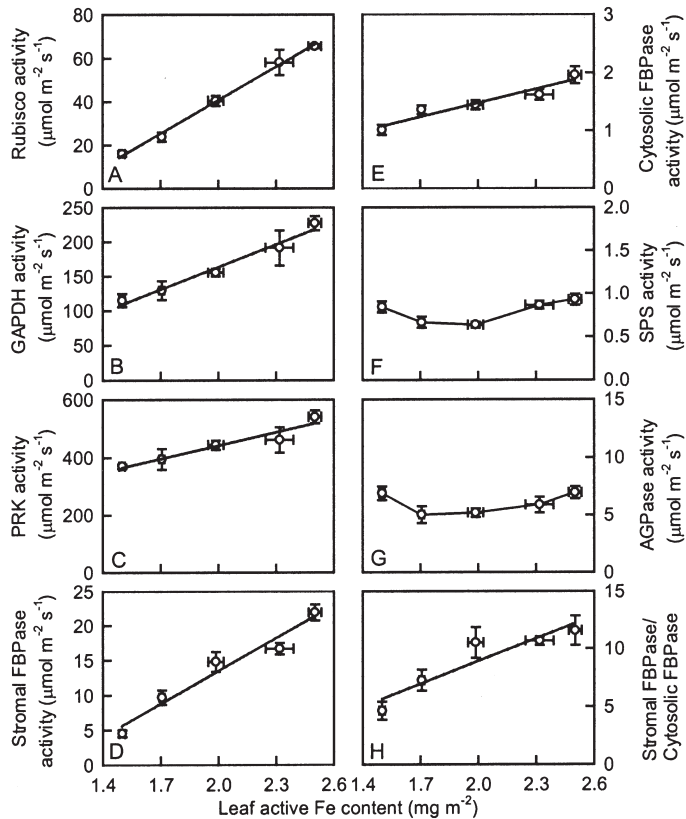 Rubisco activity
(μmol m⁻² s⁻¹)
80
60
40
20
0
A
3
2
1
0
E
Cytosolic FBPase
activity (μmol m⁻² s⁻¹)
GAPDH activity
(μmol m⁻² s⁻¹)
250
200
150
100
50
0
B
2.0
1.5
1.0
0.5
0.0
F
SPS activity
(μmol m⁻² s⁻¹)
PRK activity
(μmol m⁻² s⁻¹)
600
400
200
0
C
15
10
5
0
G
AGPase activity
(μmol m⁻² s⁻¹)
Stromal FBPase
activity (μmol m⁻² s⁻¹)
25
20
15
10
5
0
D
15
10
5
0
H
Stromal FBPase/
Cytosolic FBPase
1.4 1.7 2.0 2.3 2.6 1.4 1.7 2.0 2.3 2.6
Leaf active Fe content (mg m⁻²)